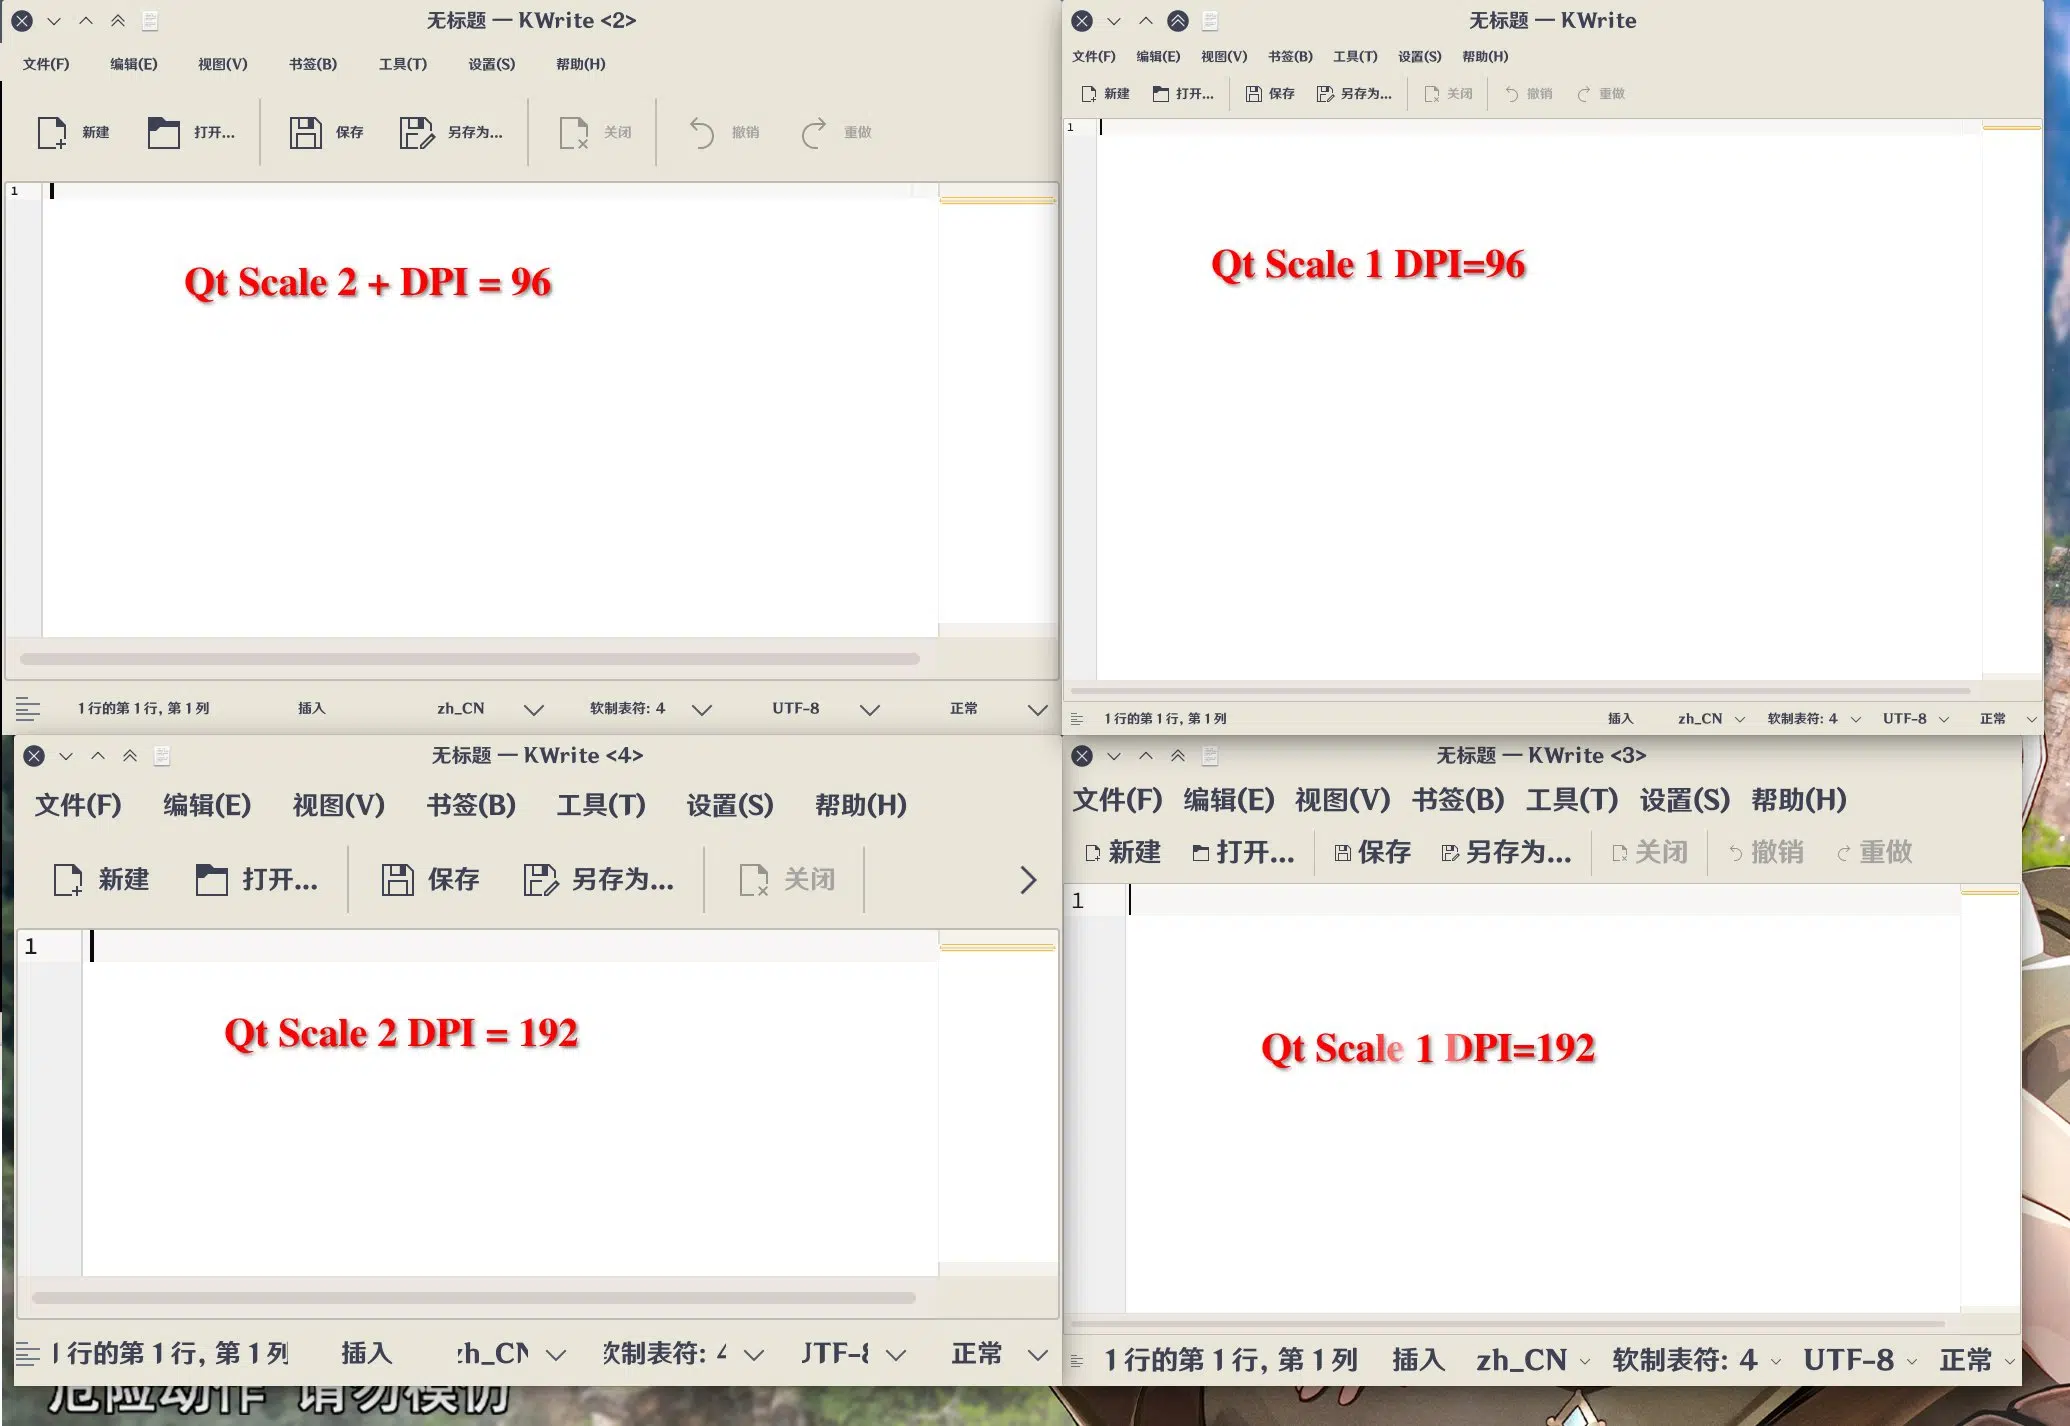 无标题 — KWrite <2>
文件(F) 编辑(E) 视图(V) 书签(B) 工具(T) 设置(S) 帮助(H)
新建 打开... 保存 另存为... 关闭 撤销 重做
1
Qt Scale 2 + DPI = 96
1 行的第 1 行, 第 1 列 插入 zh_CN 软制表符: 4 UTF-8 正常
无标题 — KWrite
文件(F) 编辑(E) 视图(V) 书签(B) 工具(T) 设置(S) 帮助(H)
新建 打开... 保存 另存为... 关闭 撤销 重做
1
Qt Scale 1 DPI=96
1 行的第 1 行, 第 1 列 插入 zh_CN 软制表符: 4 UTF-8 正常
无标题 — KWrite <4>
文件(F) 编辑(E) 视图(V) 书签(B) 工具(T) 设置(S) 帮助(H)
新建 打开... 保存 另存为... 关闭
1
Qt Scale 2 DPI = 192
1 行的第 1 行, 第 1 列 插入 zh_CN 软制表符: 4 UTF-8 正常
无标题 — KWrite <3>
文件(F) 编辑(E) 视图(V) 书签(B) 工具(T) 设置(S) 帮助(H)
新建 打开... 保存 另存为... 关闭 撤销 重做
1
Qt Scale 1 DPI=192
1 行的第 1 行, 第 1 列 插入 zh_CN 软制表符: 4 UTF-8 正常
危险动作 请勿模仿